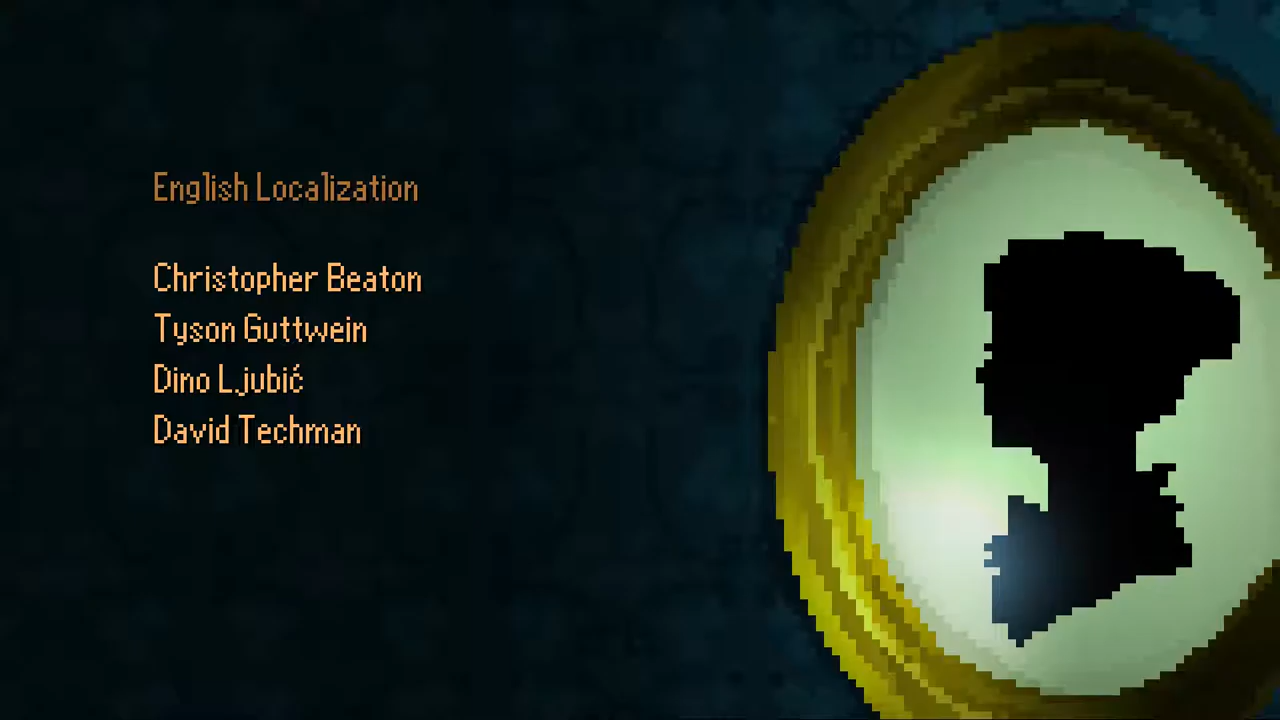 English Localization
Christopher Beaton
Tyson Guttwein
Dino Ljubić
David Techman